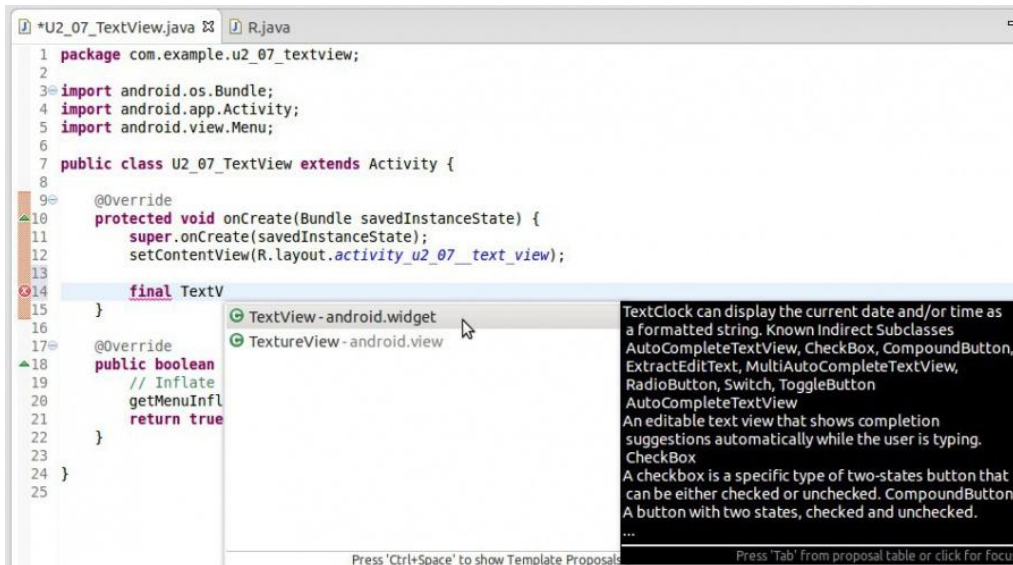 *U2_07_TextView.java R.java
1 package com.example.u2_07_textview;
2
3 import android.os.Bundle;
4 import android.app.Activity;
5 import android.view.Menu;
6
7 public class U2_07_TextView extends Activity {
8
9 @Override
10 protected void onCreate(Bundle savedInstanceState) {
11 super.onCreate(savedInstanceState);
12 setContentView(R.layout.activity_u2_07__text_view);
13
14 final TextV
15 }
16
17 @Override
18 public boolean
19 // Inflate
20 getMenuInfl
21 return true
22 }
23
24 }
25
TextView - android.widget
TextureView - android.view
Press 'Ctrl+Space' to show Template Proposals
TextClock can display the current date and/or time as
a formatted string. Known Indirect Subclasses
AutoCompleteTextView, CheckBox, CompoundButton,
ExtractEditText, MultiAutoCompleteTextView,
RadioButton, Switch, ToggleButton
AutoCompleteTextView
An editable text view that shows completion
suggestions automatically while the user is typing.
CheckBox
A checkbox is a specific type of two-states button that
can be either checked or unchecked. CompoundButton
A button with two states, checked and unchecked.
...
Press 'Tab' from proposal table or click for focu